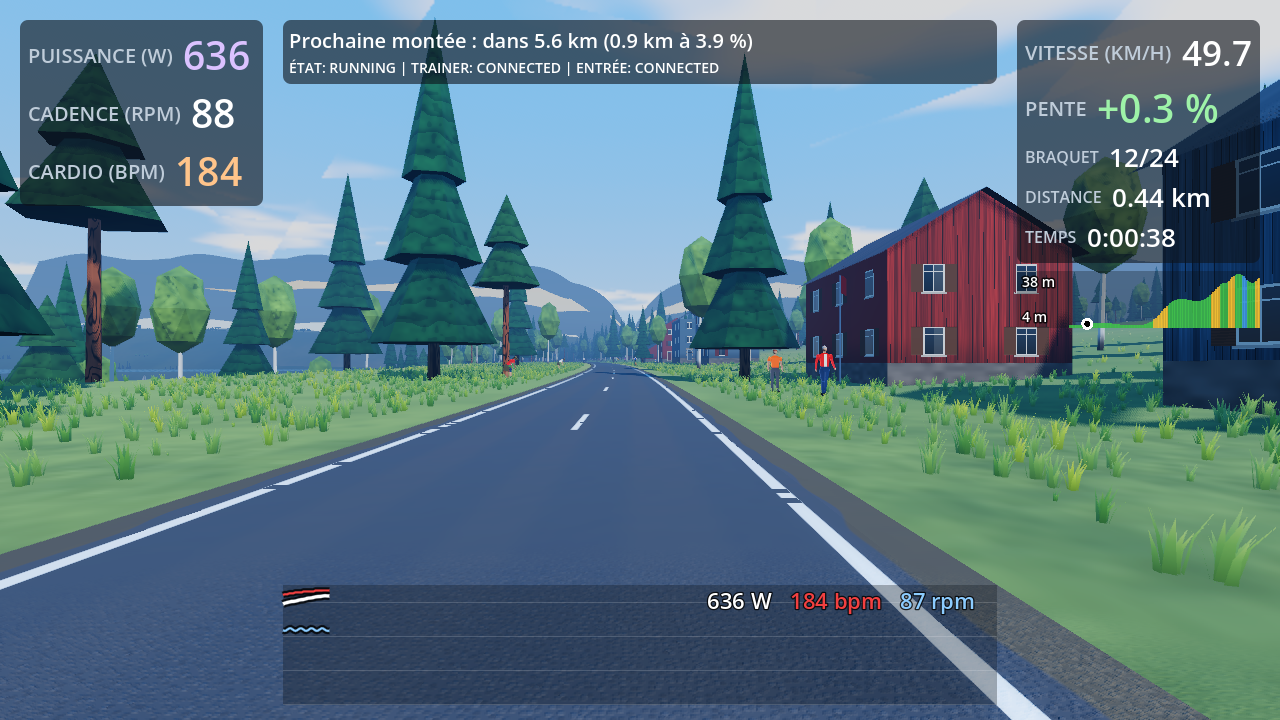 PUISSANCE (W) 636
CADENCE (RPM) 88
CARDIO (BPM) 184
Prochaine montée : dans 5.6 km (0.9 km à 3.9 %)
ÉTAT: RUNNING | TRAINER: CONNECTED | ENTRÉE: CONNECTED
VITESSE (KM/H) 49.7
PENTE +0.3 %
BRAQUET 12/24
DISTANCE 0.44 km
TEMPS 0:00:38
38 m
4 m
636 W 184 bpm 87 rpm